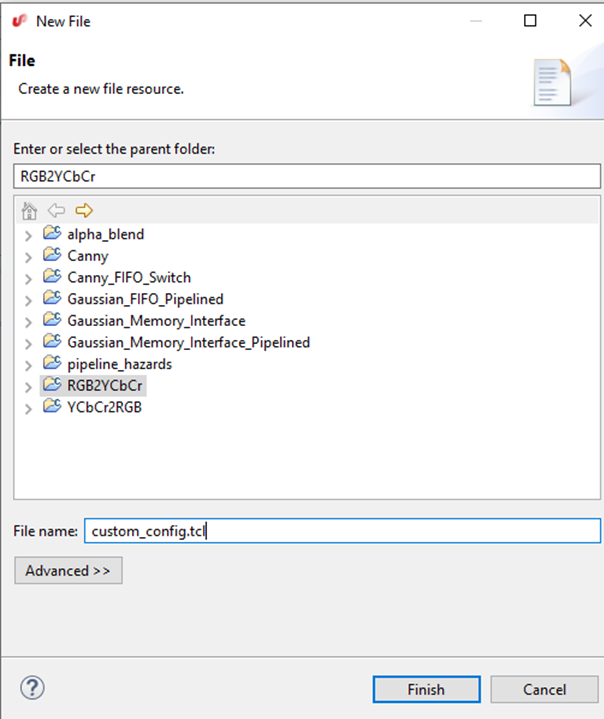 New File
File
Create a new file resource.
Enter or select the parent folder:
RGB2YCbCr
alpha_blend
Canny
Canny_FIFO_Switch
Gaussian_FIFO_Pipelined
Gaussian_Memory_Interface
Gaussian_Memory_Interface_Pipelined
pipeline_hazards
RGB2YCbCr
YCbCr2RGB
File name: custom_config.tcl
Advanced >>
? Finish Cancel